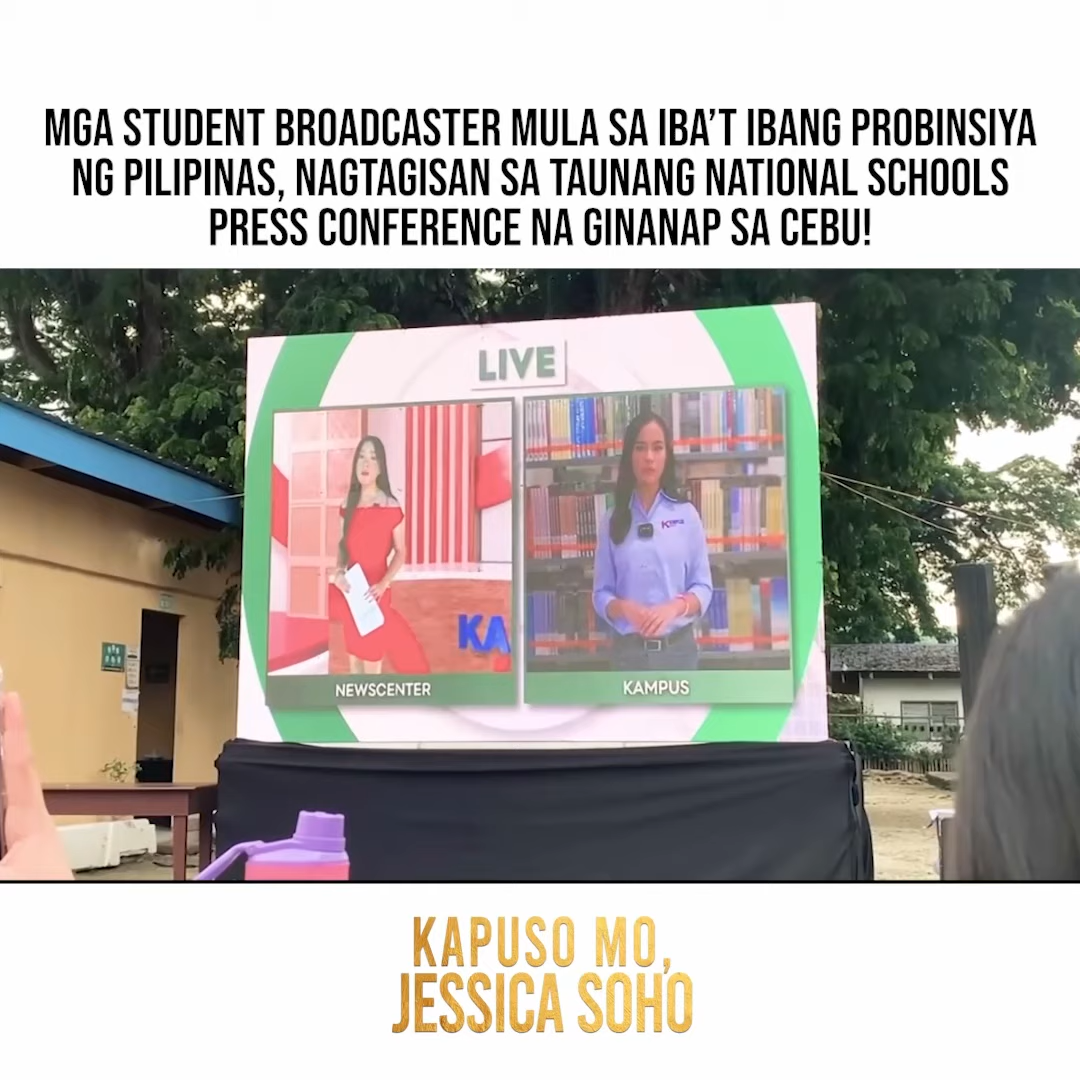 MGA STUDENT BROADCASTER MULA SA IBA'T IBANG PROBINSIYA
NG PILIPINAS, NAGTAGISAN SA TAUNANG NATIONAL SCHOOLS
PRESS CONFERENCE NA GINANAP SA CEBU!
LIVE
KA
NEWSCENTER
KAMPUS
KAPUSO MO,
JESSICA SOHO